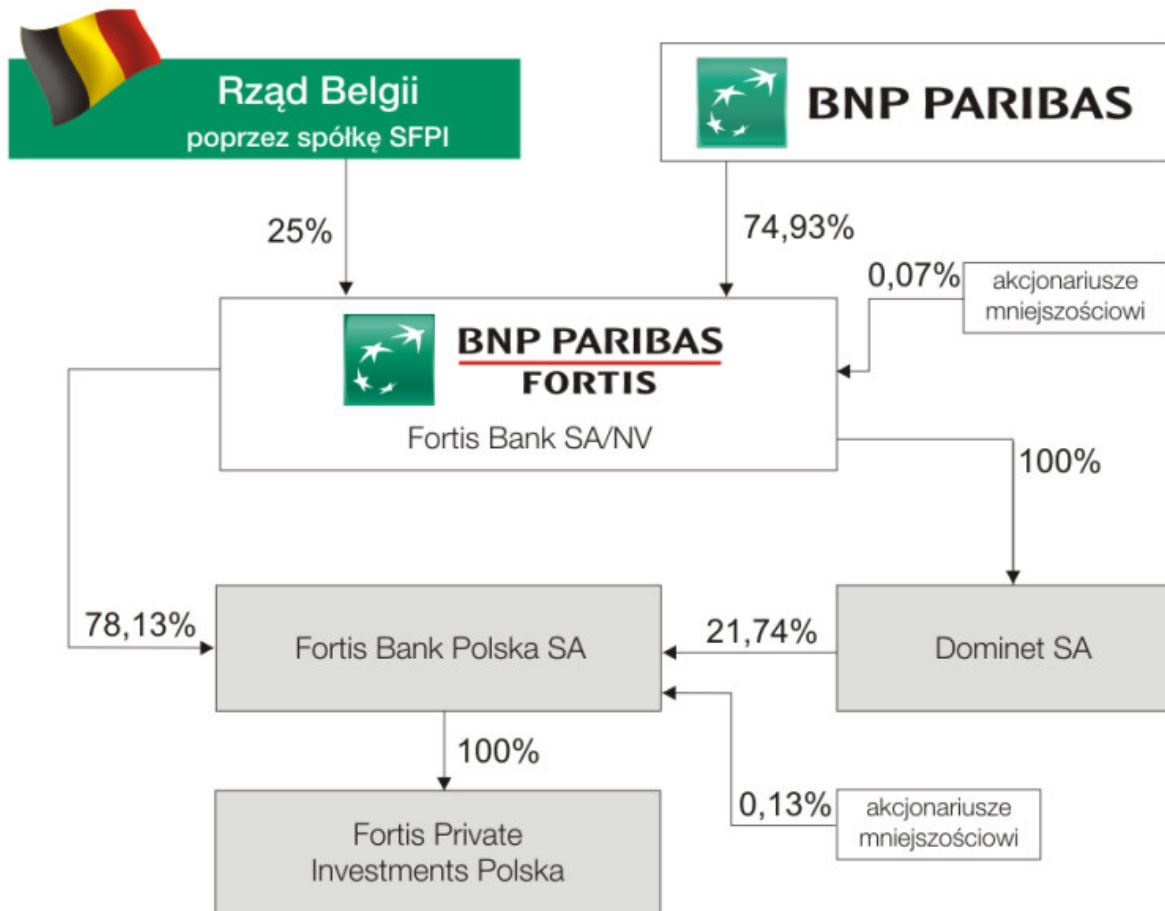 Rząd Belgii
poprzez spółkę SFPI
BNP PARIBAS
25%
74,93%
0,07%
akcjonariusze
mniejszościowi
BNP PARIBAS
FORTIS
Fortis Bank SA/NV
100%
78,13%
Fortis Bank Polska SA
21,74%
Dominet SA
100%
0,13%
akcjonariusze
mniejszościowi
Fortis Private
Investments Polska